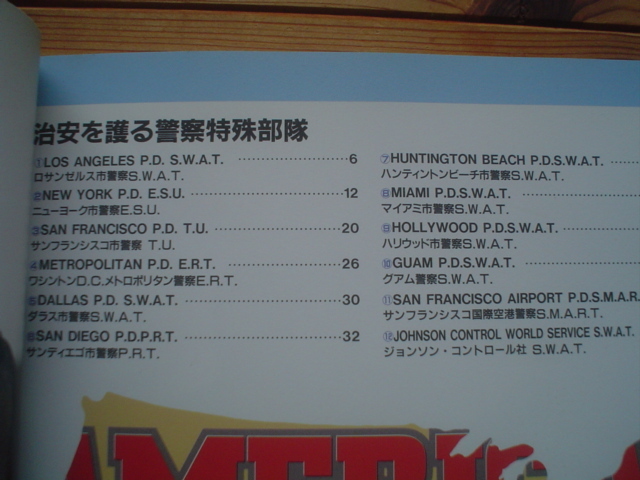 治安を護る警察特殊部隊
①LOS ANGELES P.D. S.W.A.T. ……………………6
ロサンゼルス市警察S.W.A.T.
②NEW YORK P.D. E.S.U. ……………………12
ニューヨーク市警察E.S.U.
③SAN FRANCISCO P.D. T.U. ……………………20
サンフランシスコ市警察 T.U.
④METROPOLITAN P.D. E.R.T. ……………………26
ワシントンD.C.メトロポリタン警察E.R.T.
⑤DALLAS P.D. S.W.A.T. ……………………30
ダラス市警察S.W.A.T.
⑥SAN DIEGO P.D.P.R.T. ……………………32
サンディエゴ市警察P.R.T.
⑦HUNTINGTON BEACH P.D.S.W.A.T. ……
ハンティントンビーチ市警察S.W.A.T.
⑧MIAMI P.D.S.W.A.T. ……………………
マイアミ市警察S.W.A.T.
⑨HOLLYWOOD P.D.S.W.A.T. ……………
ハリウッド市警察S.W.A.T.
⑩GUAM P.D.S.W.A.T. ……………………
グアム警察S.W.A.T.
⑪SAN FRANCISCO AIRPORT P.D.S.M.A.R.
サンフランシスコ国際空港警察S.M.A.R.T.
⑫JOHNSON CONTROL WORLD SERVICE S.W.A.T.
ジョンソン・コントロール社 S.W.A.T.